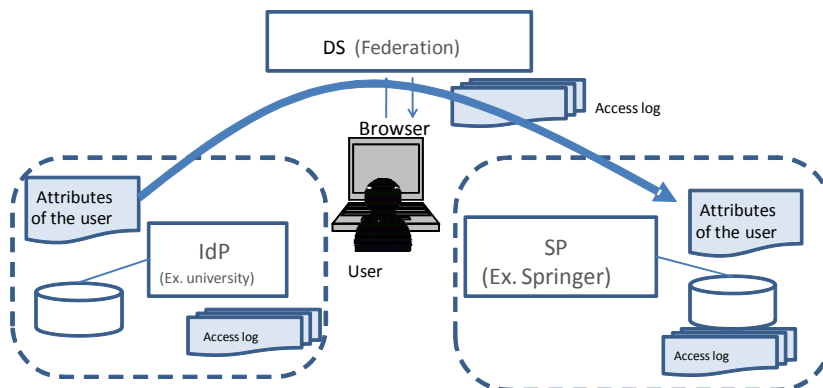 DS (Federation)
Access log
Browser
Attributes
of the user
IdP
(Ex. university)
Access log
User
SP
(Ex. Springer)
Attributes
of the user
Access log